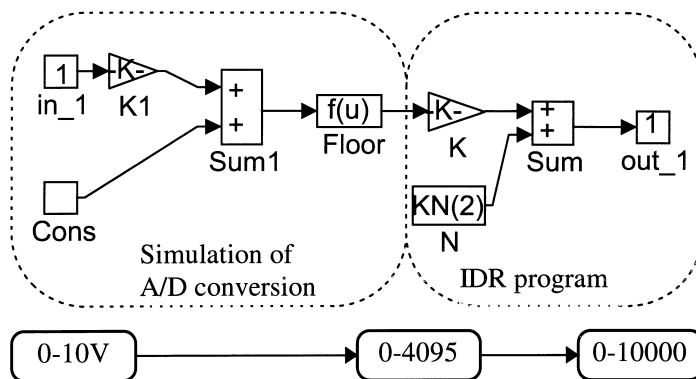 1
in_1
-K-
K1
Cons
+
+
Sum1
f(u)
Floor
-K-
K
KN(2)
N
+
+
Sum
1
out_1
Simulation of
A/D conversion
IDR program
0-10V
0-4095
0-10000